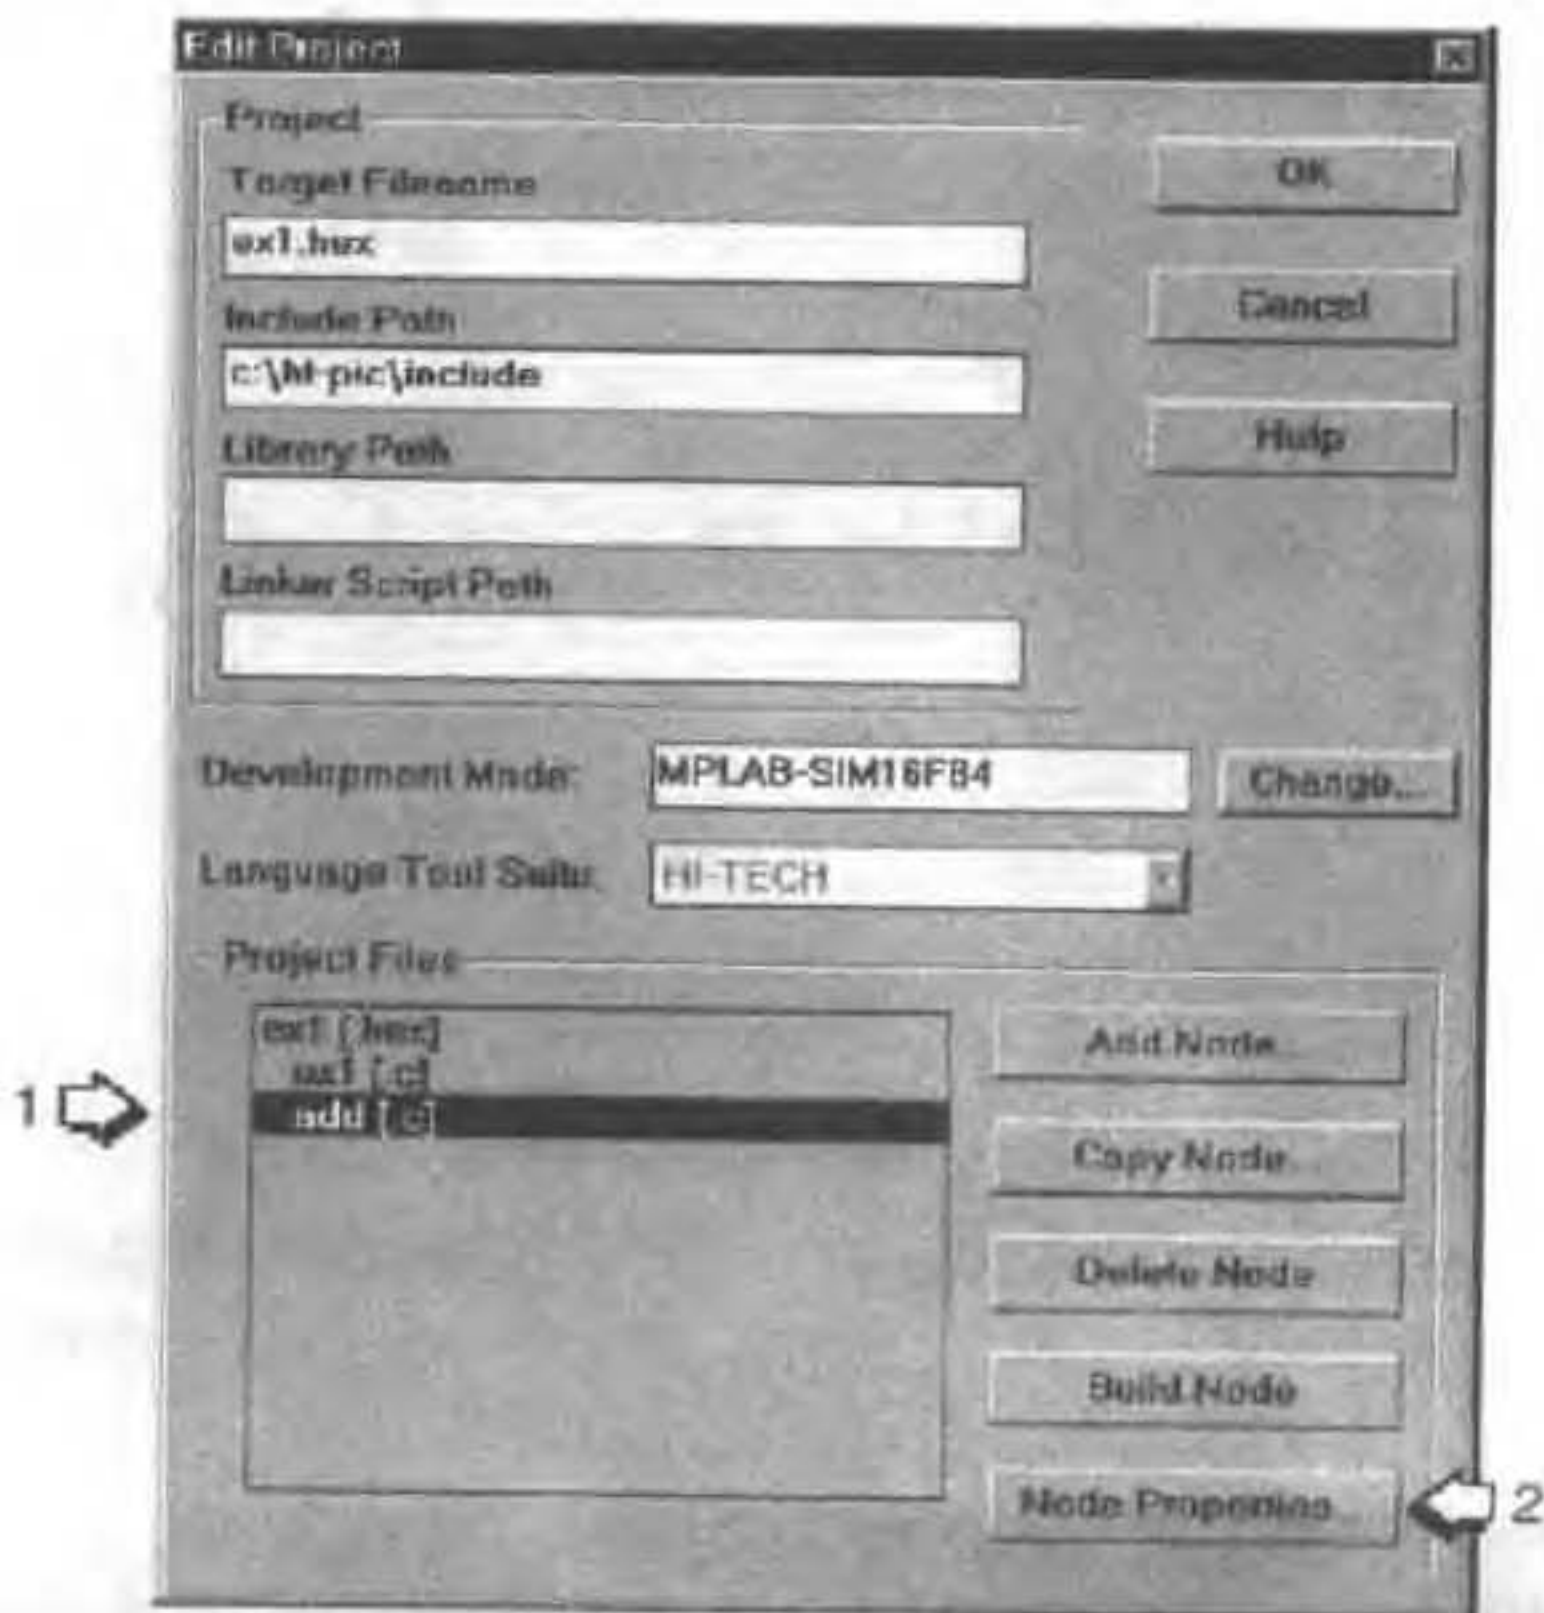 Edit Project
Project
Target Filename
ex1.hex
OK
Include Path
c:\ht-pic\include
Cancel
Library Path
Help
Linker Script Path
Development Mode:
MPLAB-SIM16F84
Change...
Language Tool Suite:
HI-TECH
Project Files
ex1 [.hex]
ex1 [.c]
add [.c]
Add Node...
Copy Node...
Delete Node
Build Node
Node Properties...
1
2